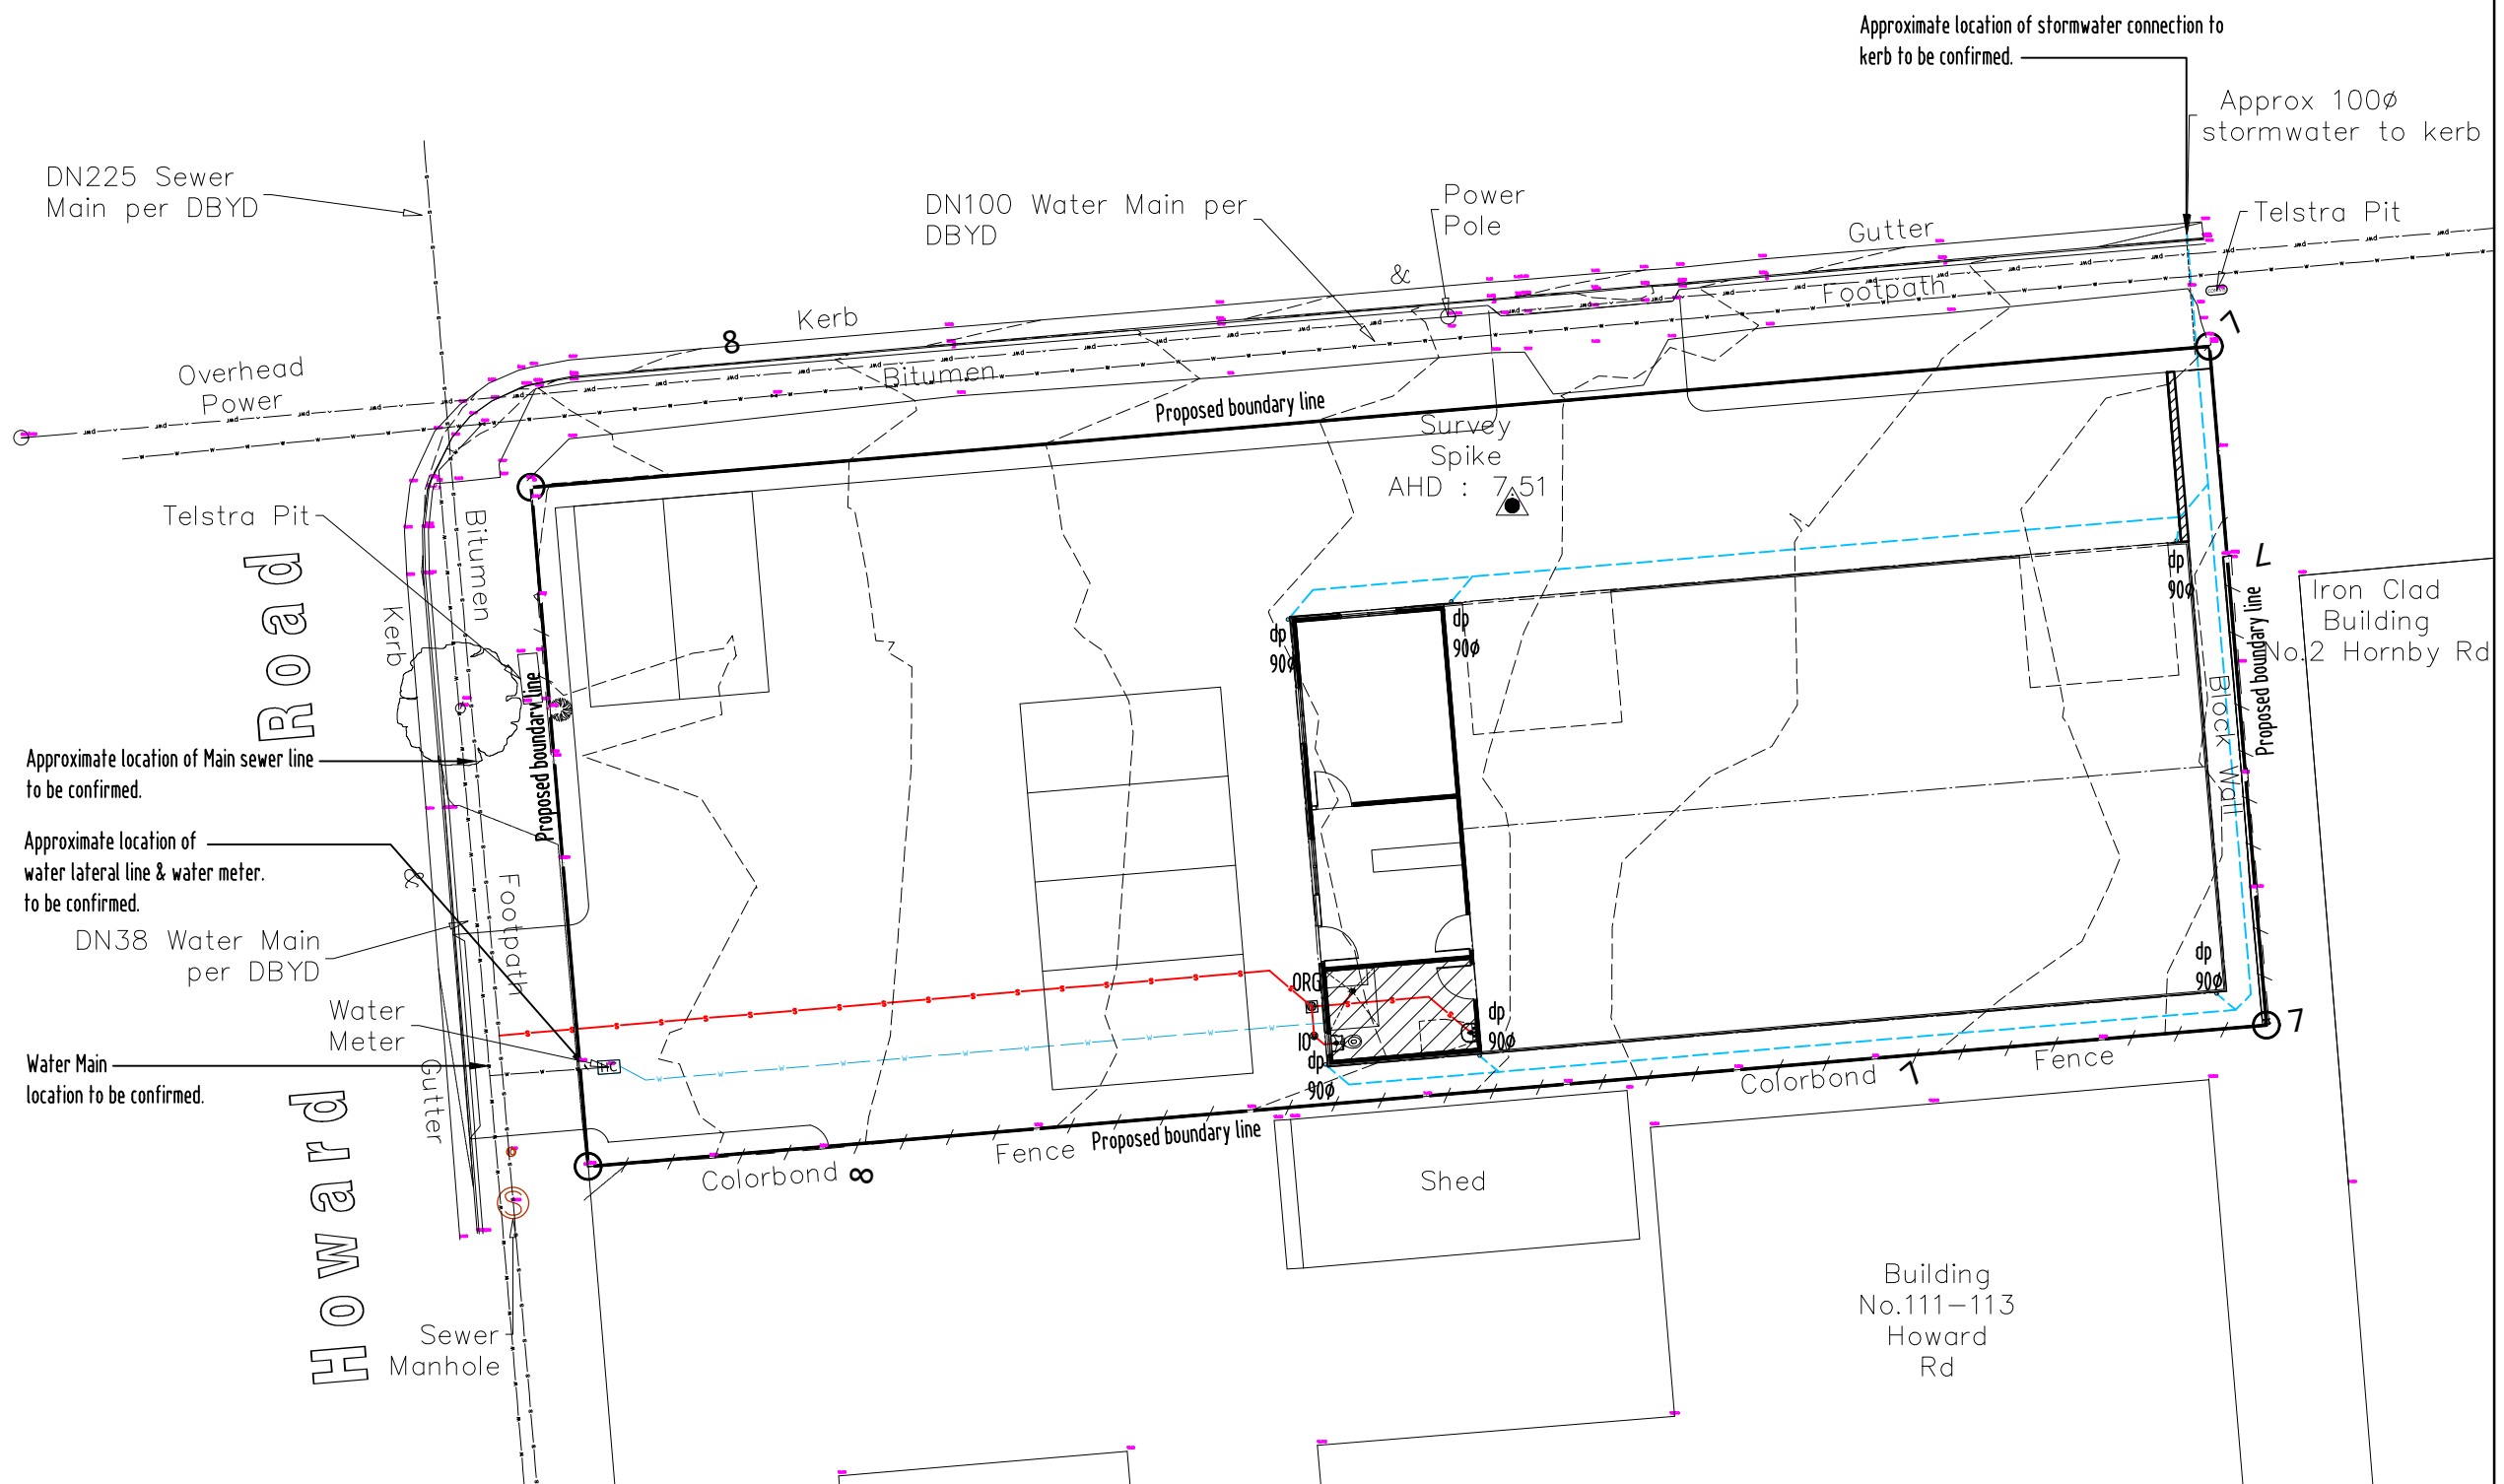 Approximate location of stormwater connection to
kerb to be confirmed.
Approx 100ø
stormwater to kerb
DN225 Sewer
Main per DBYD
DN100 Water Main per
DBYD
Power
Pole
Gutter
Telstra Pit
&
Footpath
Kerb
8
7
Overhead
Power
Bitumen
Proposed boundary line
Survey
Spike
AHD : 7.51
Telstra Pit
Bitumen
Road
Kerb
dp
90ø
7
Iron Clad
Building
No.2 Hornby Rd
Proposed boundary line
dp
90ø
dp
90ø
Block Wall
Proposed boundary line
Approximate location of Main sewer line
to be confirmed.
Approximate location of
water lateral line & water meter.
to be confirmed.
&
Footpath
DN38 Water Main
per DBYD
ORG
dp
90ø
Water
Meter
dp
90ø
IO
dp
90ø
7
Water Main
location to be confirmed.
Gutter
Colorbond
7
Fence
Proposed boundary line
Fence
Colorbond
8
Howard
Shed
S
Building
No.111-113
Howard
Rd
Sewer
Manhole